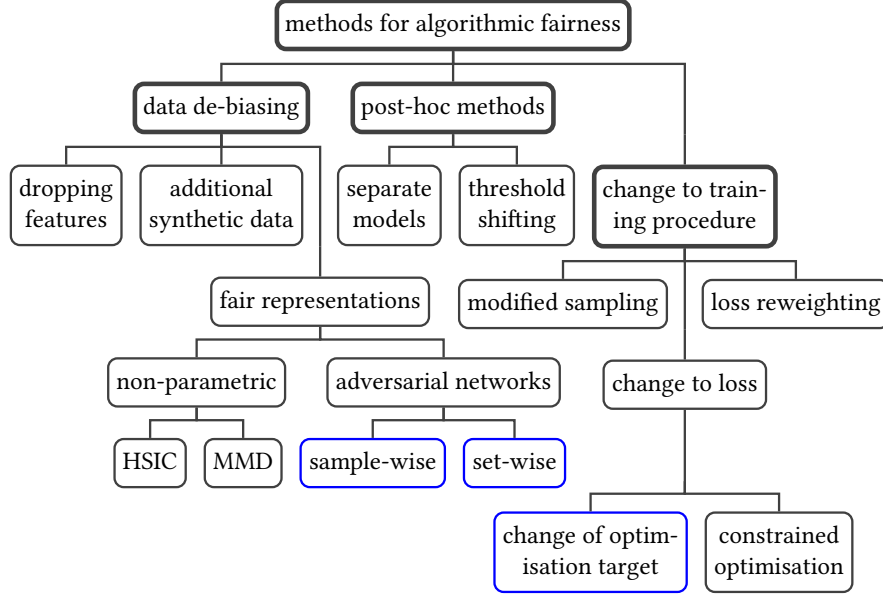 methods for algorithmic fairness
data de-biasing
post-hoc methods
dropping
features
additional
synthetic data
separate
models
threshold
shifting
change to train-
ing procedure
fair representations
modified sampling
loss reweighting
non-parametric
adversarial networks
change to loss
HSIC
MMD
sample-wise
set-wise
change of optim-
isation target
constrained
optimisation